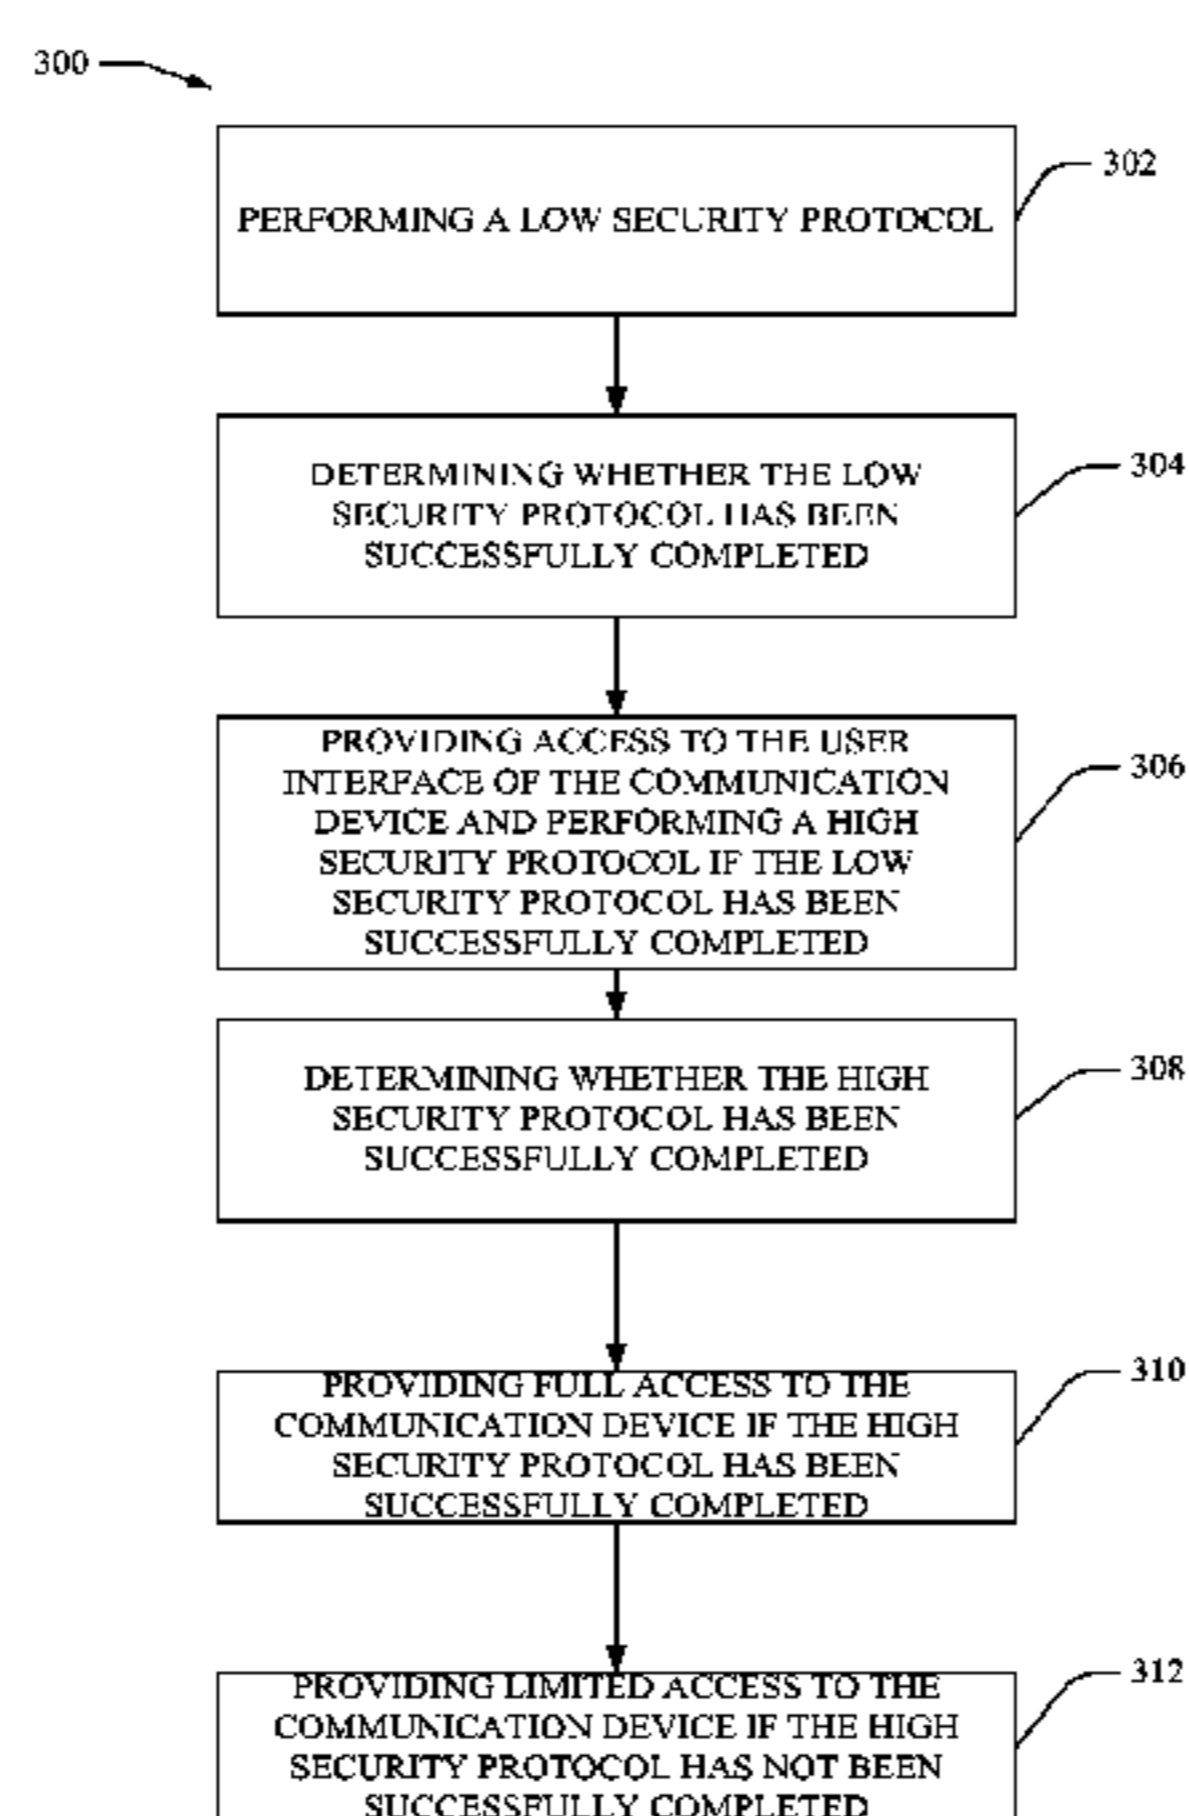 300
302
PERFORMING A LOW SECURITY PROTOCOL
304
DETERMINING WHETHER THE LOW
SECURITY PROTOCOL HAS BEEN
SUCCESSFULLY COMPLETED
306
PROVIDING ACCESS TO THE USER
INTERFACE OF THE COMMUNICATION
DEVICE AND PERFORMING A HIGH
SECURITY PROTOCOL IF THE LOW
SECURITY PROTOCOL HAS BEEN
SUCCESSFULLY COMPLETED
308
DETERMINING WHETHER THE HIGH
SECURITY PROTOCOL HAS BEEN
SUCCESSFULLY COMPLETED
310
PROVIDING FULL ACCESS TO THE
COMMUNICATION DEVICE IF THE HIGH
SECURITY PROTOCOL HAS BEEN
SUCCESSFULLY COMPLETED
312
PROVIDING LIMITED ACCESS TO THE
COMMUNICATION DEVICE IF THE HIGH
SECURITY PROTOCOL HAS NOT BEEN
SUCCESSFULLY COMPLETED